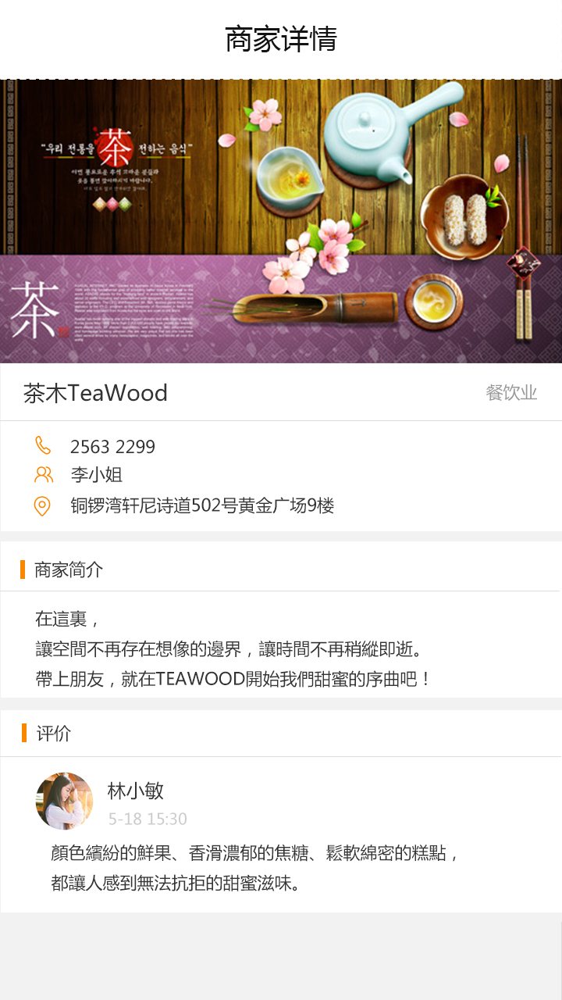 商家详情
"우리 전통을 茶 전하는 음식"
茶
茶木TeaWood
餐饮业
2563 2299
李小姐
铜锣湾轩尼诗道502号黄金广场9楼
商家简介
在這裏，
讓空間不再存在想像的邊界，讓時間不再稍縱即逝。
帶上朋友，就在TEAWOOD開始我們甜蜜的序曲吧！
评价
林小敏
5-18 15:30
顏色繽紛的鮮果、香滑濃郁的焦糖、鬆軟綿密的糕點，
都讓人感到無法抗拒的甜蜜滋味。